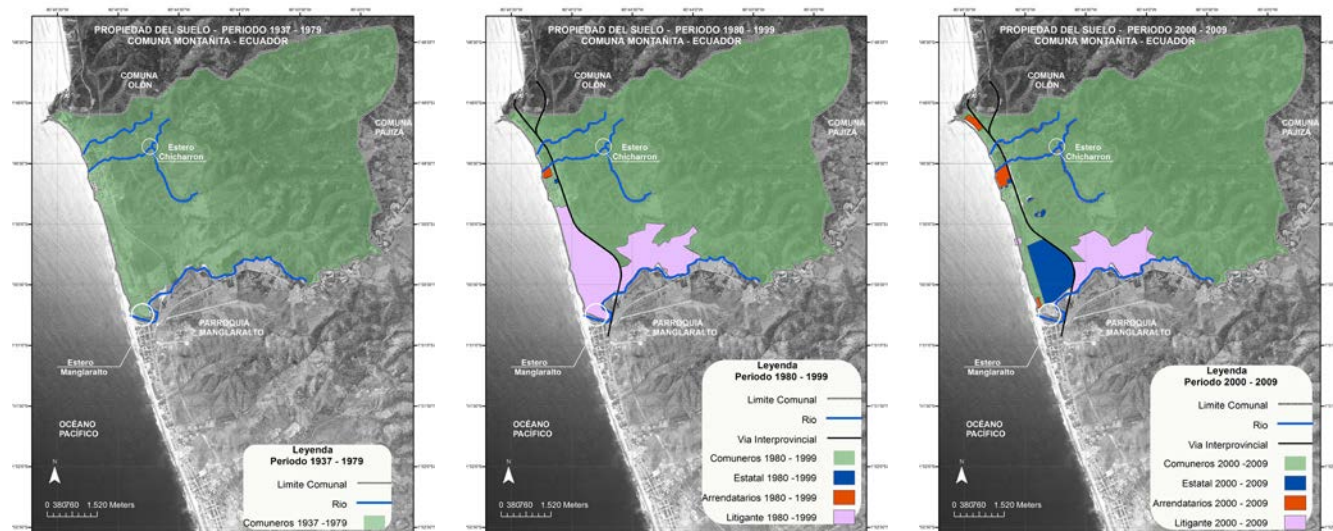 PROPIEDAD DEL SUELO - PERIODO 1937 - 1979
COMUNA MONTAÑITA - ECUADOR
COMUNA
OLÓN
COMUNA
PAJIZA
Estero
Chicharron
PARROQUIA
MANGLARALTO
Estero
Manglaralto
OCÉANO
PACÍFICO
N
0 380760 1.520 Meters
Leyenda
Periodo 1937 - 1979
Limite Comunal
Rio
Comuneros 1937 -1979
PROPIEDAD DEL SUELO - PERIODO 1980 -1999
COMUNA MONTAÑITA - ECUADOR
COMUNA
OLÓN
COMUNA
PAJIZA
Estero
Chicharron
PARROQUIA
MANGLARALTO
Estero
Manglaralto
OCÉANO
PACÍFICO
N
0 380760 1.520 Meters
Leyenda
Periodo 1980 - 1999
Limite Comunal
Rio
Via Interprovincial
Comuneros 1980 - 1999
Estatal 1980 -1999
Arrendatarios 1980 - 1999
Litigante 1980 -1999
PROPIEDAD DEL SUELO - PERIODO 2000 -2009
COMUNA MONTAÑITA - ECUADOR
COMUNA
OLÓN
COMUNA
PAJIZA
Estero
Chicharron
PARROQUIA
MANGLARALTO
Estero
Manglaralto
OCÉANO
PACÍFICO
N
0 380760 1.520 Meters
Leyenda
Periodo 2000 - 2009
Limite Comunal
Rio
Via Interprovincial
Comuneros 2000 -2009
Estatal 2000 - 2009
Arrendatarios 2000 - 2009
Litigante 2000 - 2009